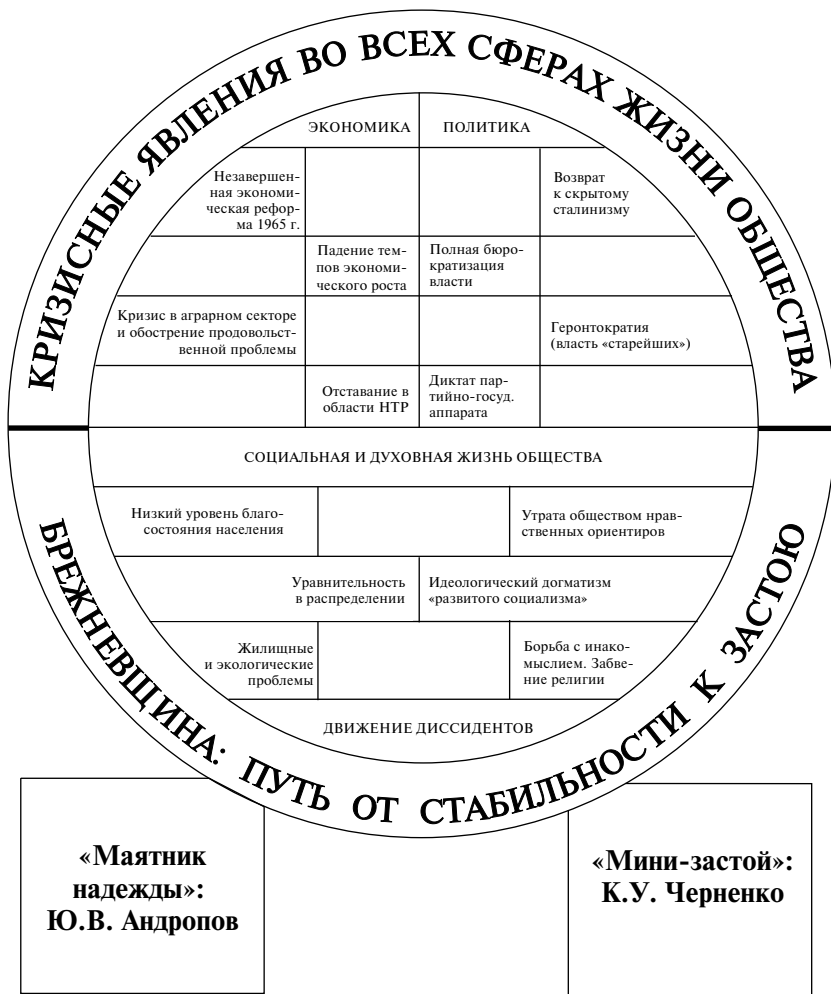 КРИЗИСНЫЕ ЯВЛЕНИЯ ВО ВСЕХ СФЕРАХ ЖИЗНИ ОБЩЕСТВА
ЭКОНОМИКА
ПОЛИТИКА
Незавершен-
ная экономи-
ческая рефор-
ма 1965 г.
Возврат
к скрытому
сталинизму
Падение тем-
пов экономи-
ческого роста
Полная бюро-
кратизация
власти
Кризис в аграрном секторе
и обострение продовольст-
венной проблемы
Геронтократия
(власть «старейших»)
Отставание в
области НТР
Диктат пар-
тийно-госуд.
аппарата
СОЦИАЛЬНАЯ И ДУХОВНАЯ ЖИЗНЬ ОБЩЕСТВА
Низкий уровень благо-
состояния населения
Утрата обществом нрав-
ственных ориентиров
Уравнительность
в распределении
Идеологический догматизм
«развитого социализма»
Жилищные
и экологические
проблемы
Борьба с инако-
мыслием. Забве-
ние религии
ДВИЖЕНИЕ ДИССИДЕНТОВ
БРЕЖНЕВЩИНА: ПУТЬ ОТ СТАБИЛЬНОСТИ К ЗАСТОЮ
«Маятник
надежды»:
Ю.В. Андропов
«Мини-застой»:
К.У. Черненко